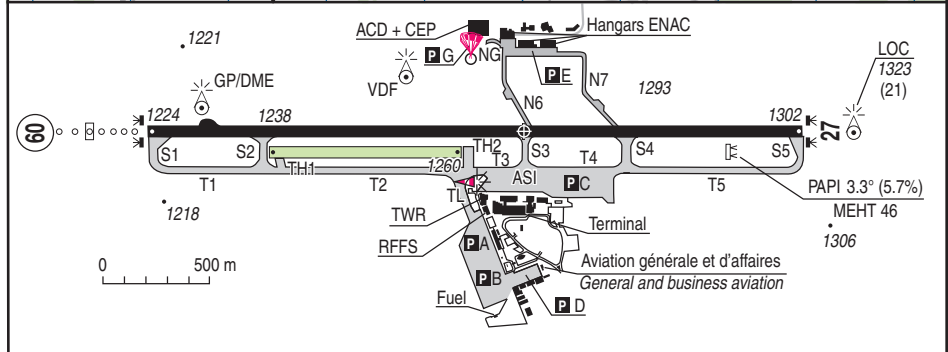 ACD + CEP
Hangars ENAC
1221
P G
NG
LOC
1323
(21)
GP/DME
VDF
P E
N7
1293
N6
1224
1238
1302
09
27
S1
S2
TH2
S3
S4
S5
T3
T4
TH1
1260
ASI
P C
T1
T2
TL
T5
PAPI 3.3° (5.7%)
MEHT 46
1218
TWR
Terminal
1306
RFFS
P A
0 500 m
Aviation générale et d'affaires
General and business aviation
P B
Fuel
P D